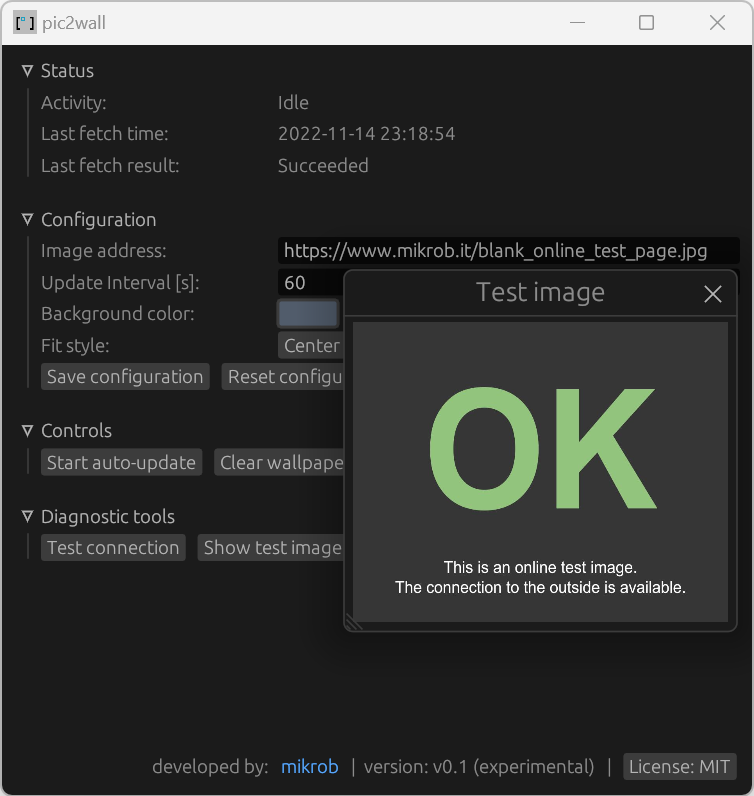 pic2wall
Status
Activity: Idle
Last fetch time: 2022-11-14 23:18:54
Last fetch result: Succeeded
Configuration
Image address: https://www.mikrob.it/blank_online_test_page.jpg
Update Interval [s]: 60
Background color:
Fit style: Center
Save configuration Reset configu
Controls
Start auto-update Clear wallpape
Diagnostic tools
Test connection Show test image
Test image
OK
This is an online test image.
The connection to the outside is available.
developed by: mikrob | version: v0.1 (experimental) | License: MIT